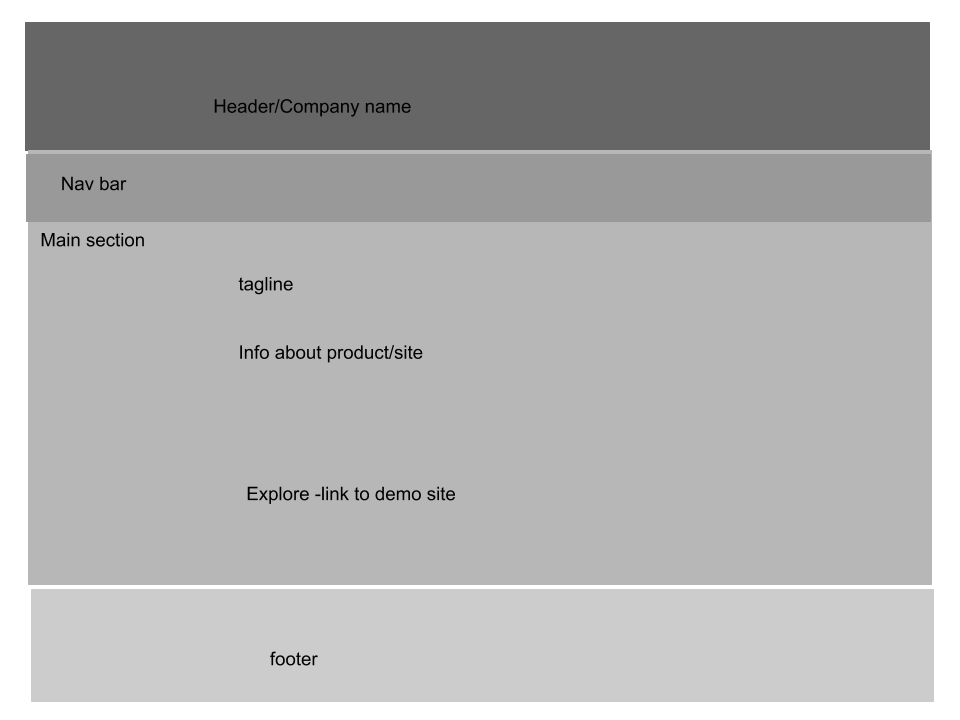 Header/Company name
Nav bar
Main section
tagline
Info about product/site
Explore -link to demo site
footer